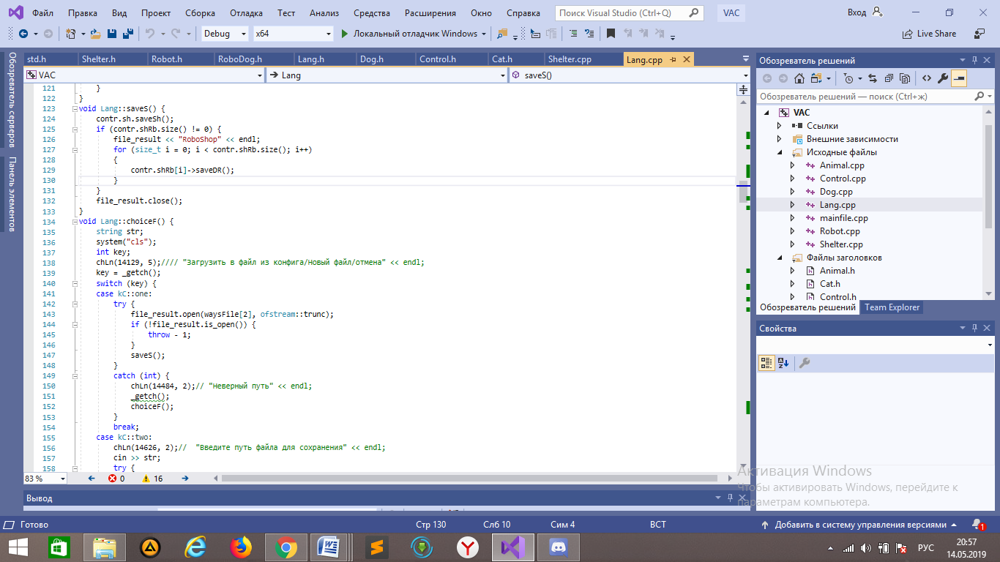 Файл Правка Вид Проект Сборка Отладка Тест Анализ Средства Расширения Окно Справка Поиск Visual Studio (Ctrl+Q) VAC Вход
Debug x64 Локальный отладчик Windows Live Share
Обозреватель серверов
Панель элементов
std.h Shelter.h Robot.h RoboDog.h Lang.h Dog.h Control.h Cat.h Shelter.cpp Lang.cpp
VAC Lang saveS()
121 }
122 }
123 void Lang::saveS() {
124 contr.sh.saveSh();
125 if (contr.shRb.size() != 0) {
126 file_result << "RoboShop" << endl;
127 for (size_t i = 0; i < contr.shRb.size(); i++)
128 {
129 contr.shRb[i]->saveDR();
130 }
131 }
132 file_result.close();
133 }
134 void Lang::choiceF() {
135 string str;
136 system("cls");
137 int key;
138 chLn(14129, 5);//// "Загрузить в файл из конфига/Новый файл/отмена" << endl;
139 key = _getch();
140 switch (key) {
141 case kC::one:
142 try {
143 file_result.open(waysFile[2], ofstream::trunc);
144 if (!file_result.is_open()) {
145 throw - 1;
146 }
147 saveS();
148 }
149 catch (int) {
150 chLn(14484, 2);// "Неверный путь" << endl;
151 _getch();
152 choiceF();
153 }
154 break;
155 case kC::two:
156 chLn(14626, 2);// "Введите путь файла для сохранения" << endl;
157 cin >> str;
158 try {
83 % 0 16
Вывод
Обозреватель решений
Обозреватель решений — поиск (Ctrl+ж)
VAC
Ссылки
Внешние зависимости
Исходные файлы
Animal.cpp
Control.cpp
Dog.cpp
Lang.cpp
mainfile.cpp
Robot.cpp
Shelter.cpp
Файлы заголовков
Animal.h
Cat.h
Control.h
Обозреватель решений Team Explorer
Свойства
Активация Windows
Чтобы активировать Windows, перейдите к
параметрам компьютера.
Готово Стр 130 Слб 10 Сим 4 ВСТ Добавить в систему управления версиями 1
РУС 20:57
14.05.2019